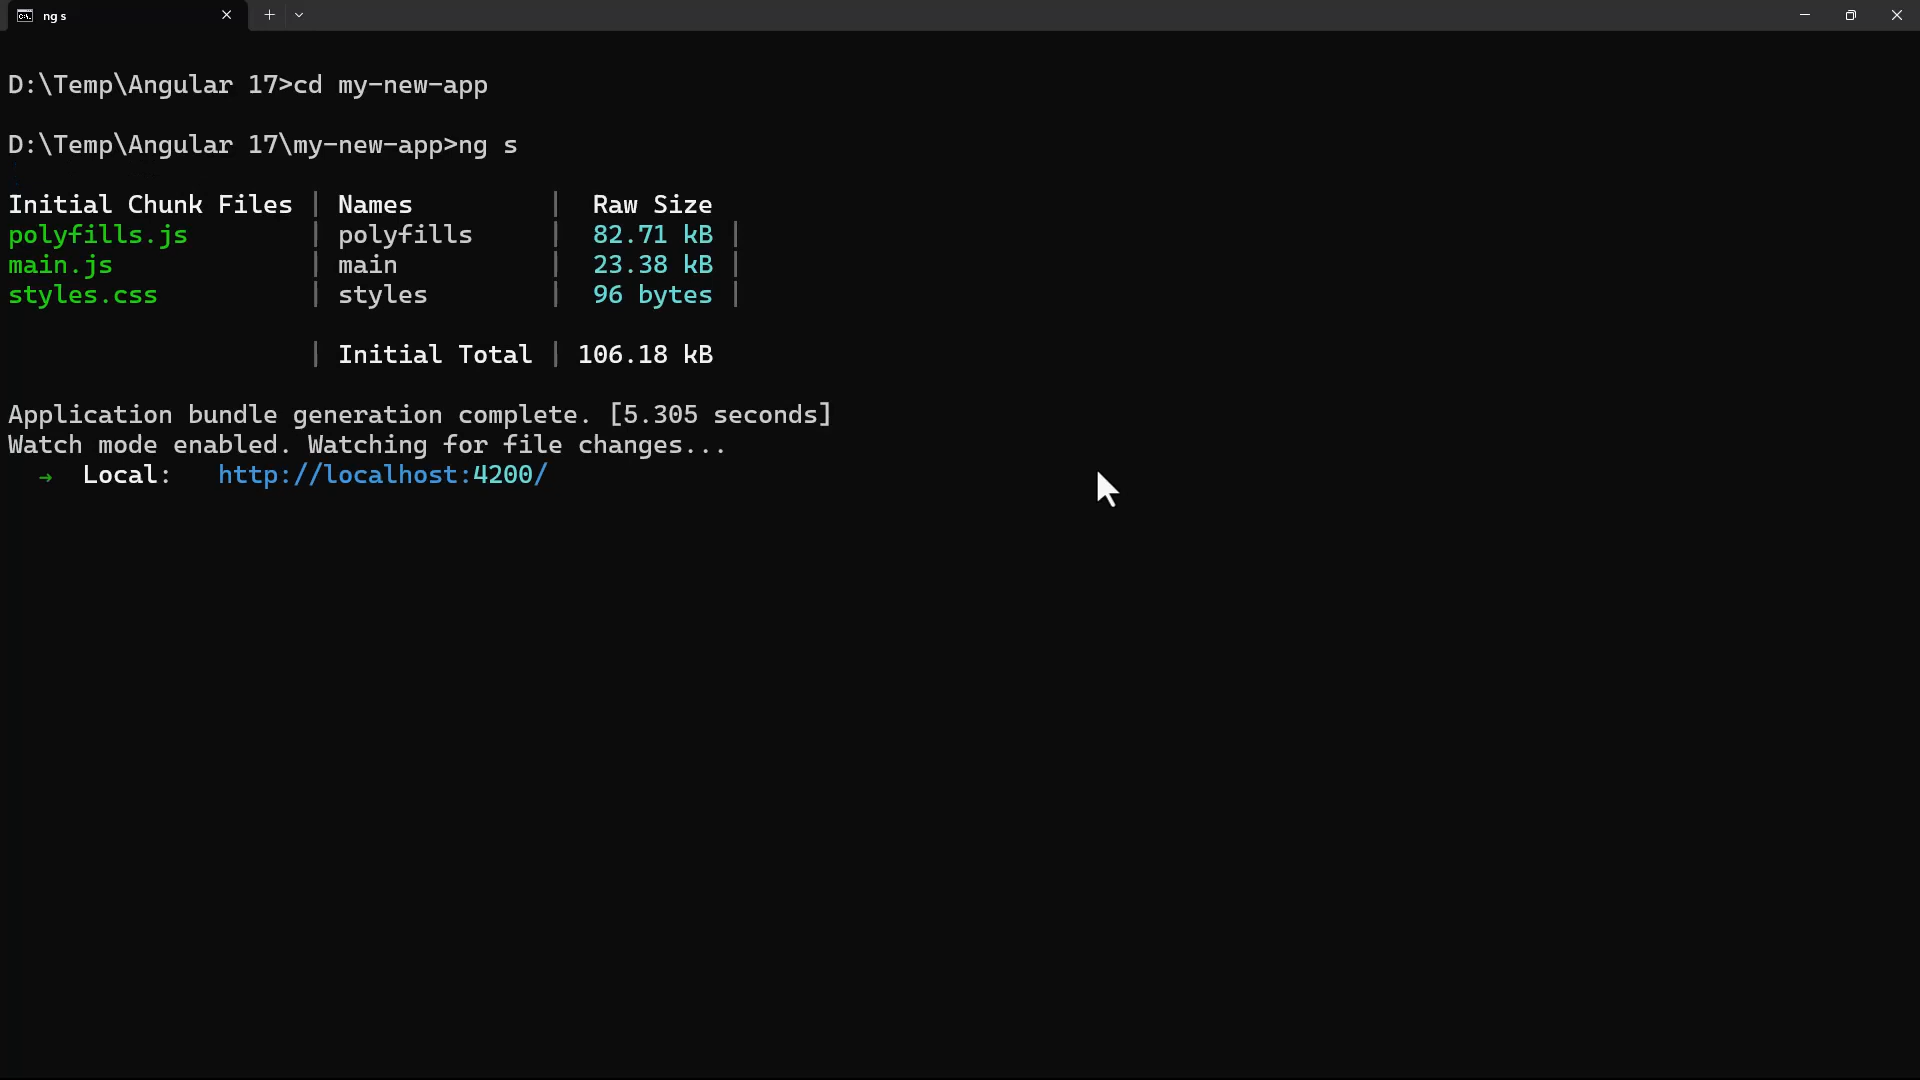 ng s
D:\Temp\Angular 17>cd my-new-app
D:\Temp\Angular 17\my-new-app>ng s
Initial Chunk Files | Names | Raw Size
polyfills.js | polyfills | 82.71 kB |
main.js | main | 23.38 kB |
styles.css | styles | 96 bytes |
| Initial Total | 106.18 kB
Application bundle generation complete. [5.305 seconds]
Watch mode enabled. Watching for file changes...
➜ Local: http://localhost:4200/